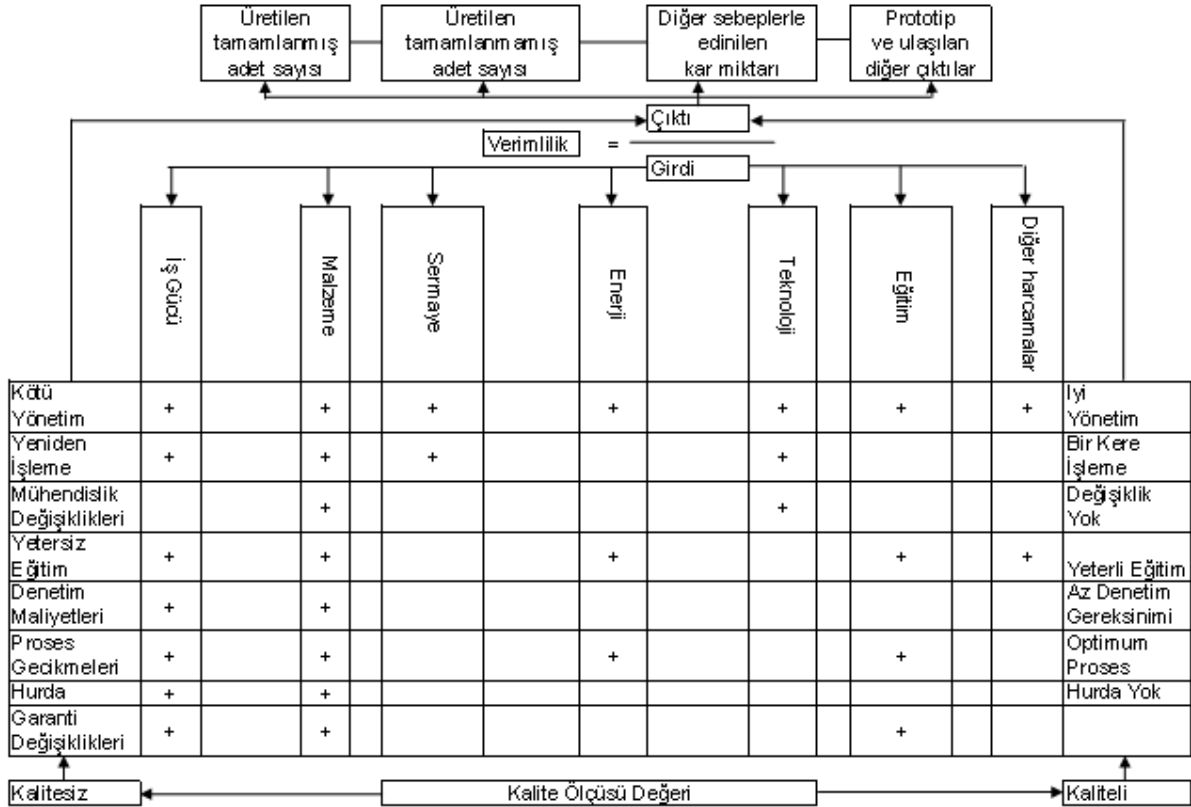 Üretilen
tamamlanmış
adet sayısı
Üretilen
tamamlanmamış
adet sayısı
Diğer sebeplerle
edinilen
kar miktarı
Prototip
ve ulaşılan
diğer çıktılar
Çıktı
Verimlilik =
Girdi
İş Gücü
Malzeme
Sermaye
Enerji
Teknoloji
Eğitim
Diğer harcamalar
Kötü
Yönetim
+ + + + + + +
Iyi
Yönetim
Yeniden
İşleme
+ + + +
Bir Kere
İşleme
Mühendislik
Değişiklikleri
+ +
Değişiklik
Yok
Yetersiz
Eğitim
+ + + + +
Yeterli Eğitim
Denetim
Maliyetleri
+ +
Az Denetim
Gereksinimi
Proses
Gecikmeleri
+ + + +
Optimum
Proses
Hurda + + Hurda Yok
Garanti
Değişiklikleri
+ + +
Kalitesiz
Kalite Ölçüsü Değeri
Kaliteli